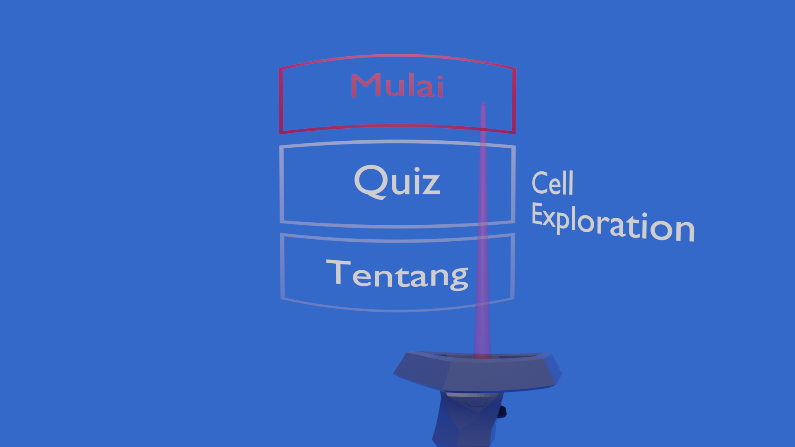 Mulai
Quiz
Tentang
Cell
Exploration